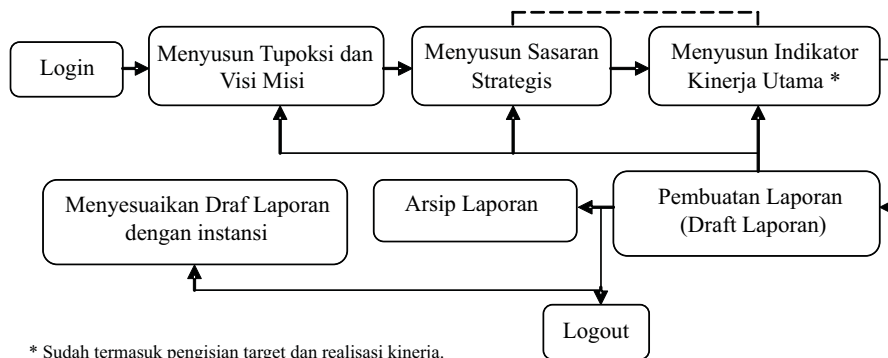 Login
Menyusun Tupoksi dan
Visi Misi
Menyusun Sasaran
Strategis
Menyusun Indikator
Kinerja Utama *
Menyesuaikan Draf Laporan
dengan instansi
Arsip Laporan
Pembuatan Laporan
(Draft Laporan)
Logout
* Sudah termasuk pengisian target dan realisasi kinerja.